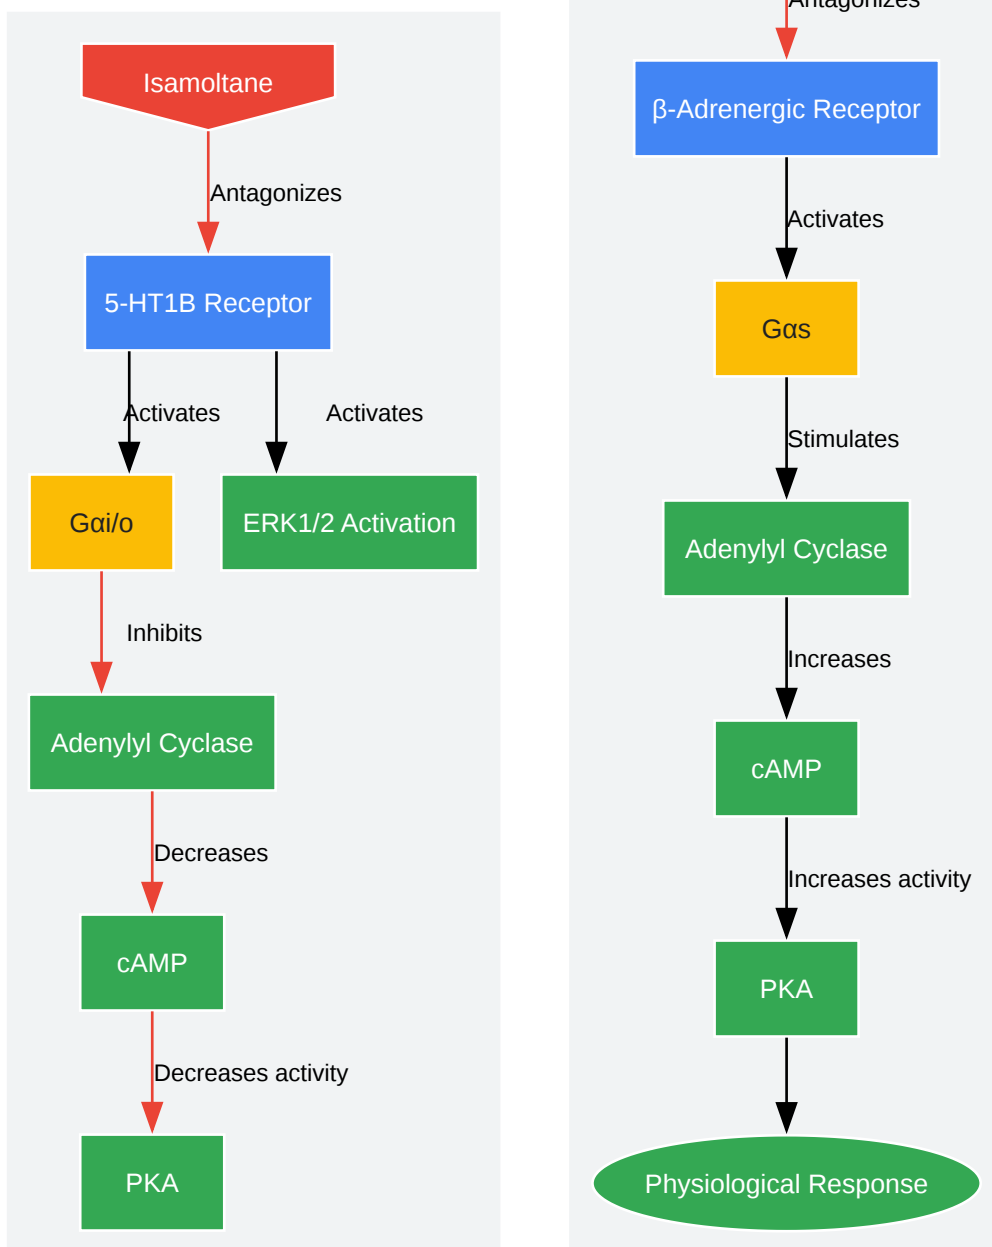 Isamoltane
Antagonizes
5-HT1B Receptor
Activates
Activates
Gαi/o
ERK1/2 Activation
Inhibits
Adenylyl Cyclase
Decreases
cAMP
Decreases activity
PKA
Antagonizes
β-Adrenergic Receptor
Activates
Gαs
Stimulates
Adenylyl Cyclase
Increases
cAMP
Increases activity
PKA
Physiological Response